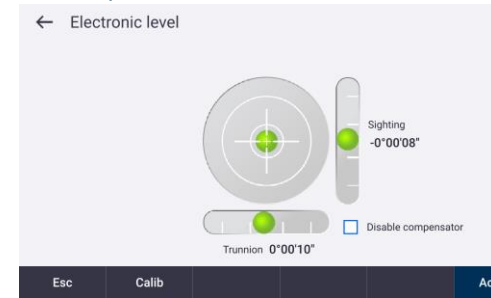 Electronic level
Sighting
-0°00'08"
Disable compensator
Trunnion 0°00'10"
Esc
Calib